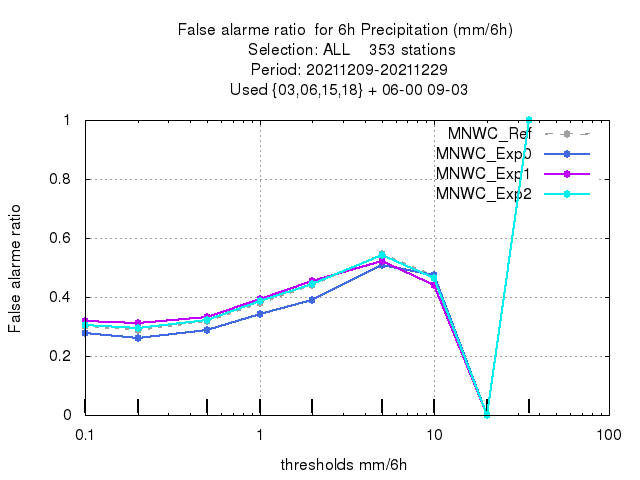 False alarme ratio  for 6h Precipitation (mm/6h)
Selection: ALL    353 stations
Period: 20211209-20211229
Used {03,06,15,18} + 06-00 09-03
1
0.8
0.6
0.4
0.2
0
False alarme ratio
MNWC_Ref
MNWC_Exp0
MNWC_Exp1
MNWC_Exp2
0.1
1
10
100
thresholds mm/6h